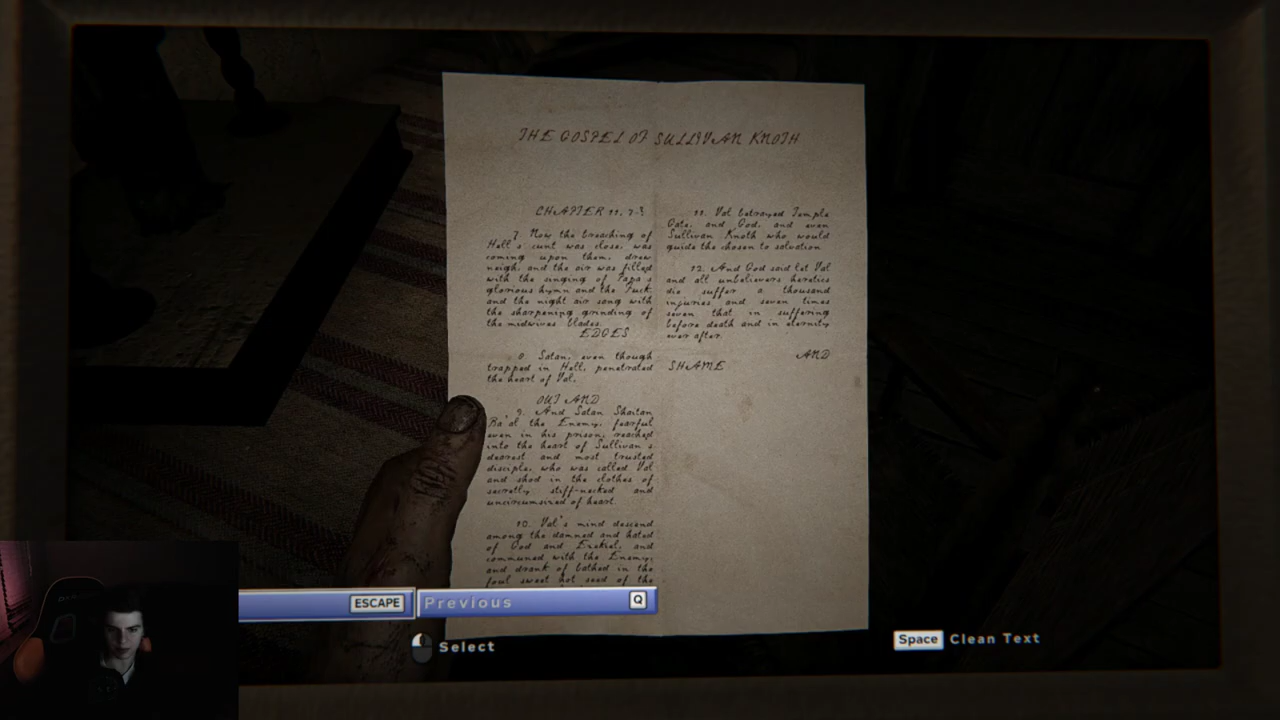 THE GOSPEL OF SULLIVAN KNOTH
CHAPTER 11. 7-
7. Now the breaching of
Hell's cunt was close, was
coming upon them, drew
neigh, and the air was filled
with the singing of Papa's
glorious hymn and the Fuck
and the night air song with
the sharpening grinding of
the midwives blades.
EDGES
8. Satan, even though
trapped in Hell, penetrated
the heart of Val.
OUT AND
9. And Satan Shaitan
Ba'al the Enemy, fearful
even in his prison, reached
into the heart of Sullivan's
dearest and most trusted
disciple, who was called Val
and shod in the clothes of
secretly stiff-necked and
uncircumsized of heart.
10. Val's mind descend
among the damned and hated
of God and Ezekiel, and
communed with the Enemy,
and drank of bathed in the
foul sweet hot seed of the
11. Val betrayed Temple
Gate, and God, and even
Sullivan Knoth who would
guide the chosen to salvation
12. And God said let Val
and all unbelievers heretics
die suffer a thousand
injuries and seven times
seven that in suffering
before death and in eternity
ever after.
AND
SHAME
ESCAPE
Previous Q
Select
Space Clean Text